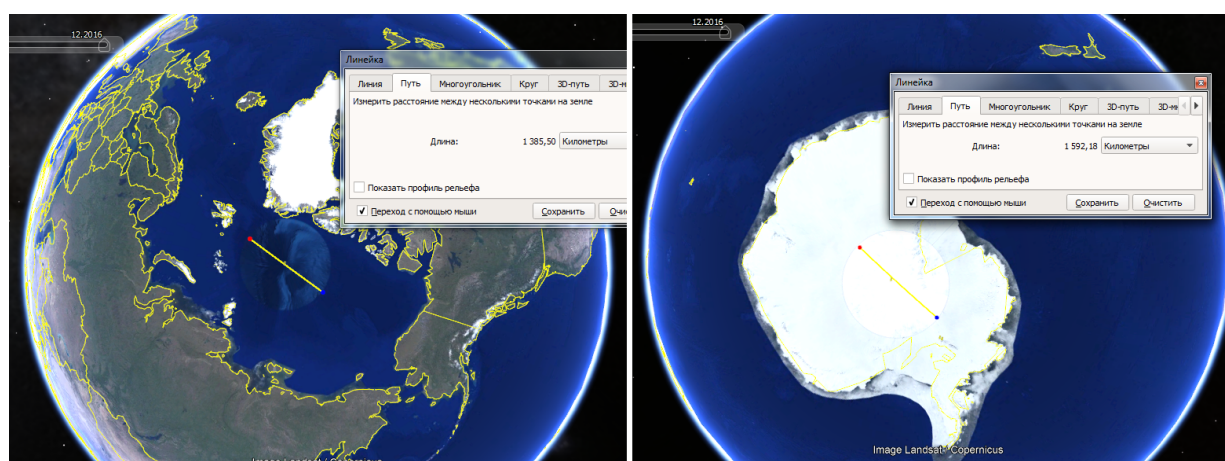 12.2016
Линейка
Линия Путь Многоугольник Круг 3D-путь
Измерить расстояние между несколькими точками на земле
Длина: 1 385,50 Километры
Показать профиль рельефа
Переход с помощью мыши Сохранить
12.2016
Линейка
Линия Путь Многоугольник Круг 3D-путь
Измерить расстояние между несколькими точками на земле
Длина: 1 592,18 Километры
Показать профиль рельефа
Переход с помощью мыши Сохранить Очистить
Image Landsat / Copernicus
Image Landsat / Copernicus